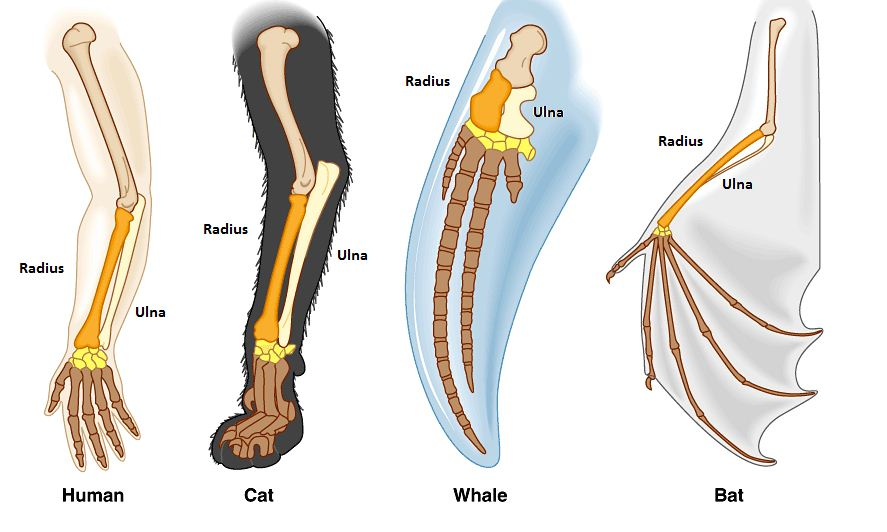 Radius
Ulna
Human
Radius
Ulna
Cat
Radius
Ulna
Whale
Radius
Ulna
Bat